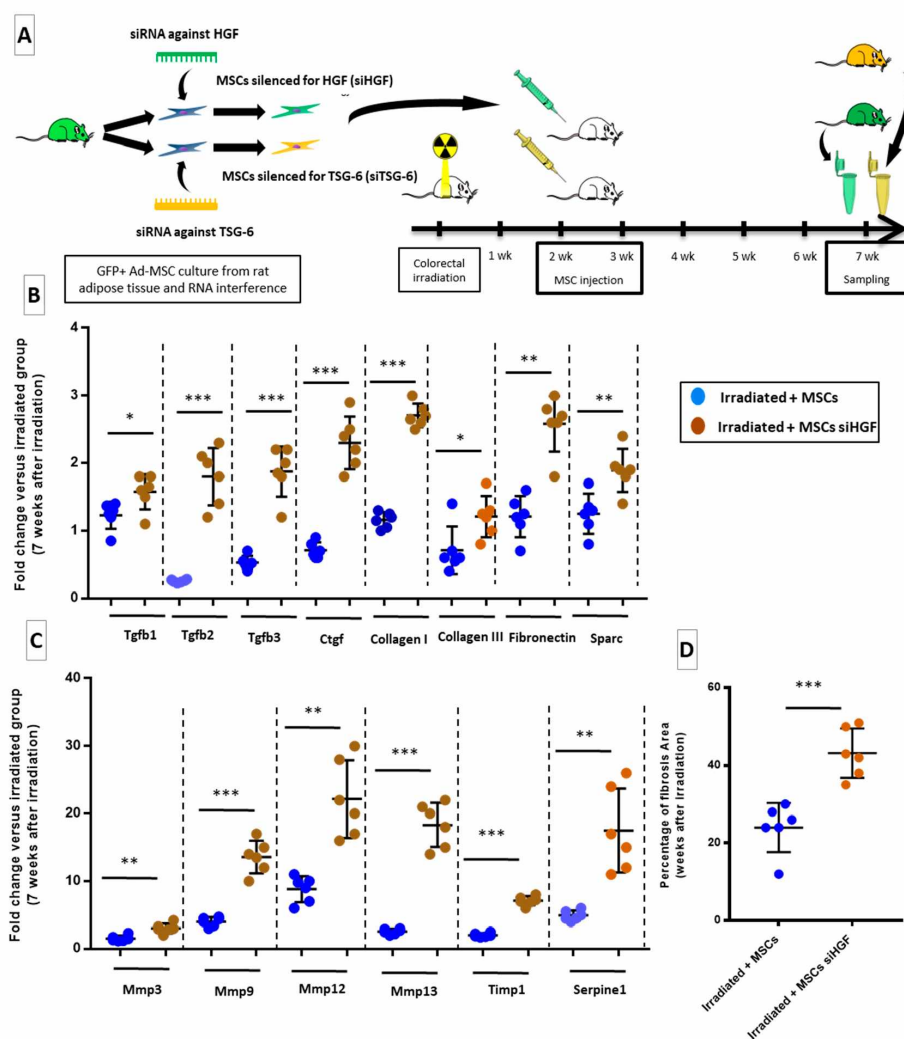 A
siRNA against HGF
MSCs silenced for HGF (siHGF)
MSCs silenced for TSG-6 (siTSG-6)
siRNA against TSG-6
GFP+ Ad-MSC culture from rat
adipose tissue and RNA interference
Colorectal
irradiation
1 wk
2 wk
3 wk
4 wk
5 wk
6 wk
7 wk
MSC injection
Sampling
B
Fold change versus irradiated group
(7 weeks after irradiation)
4
3
2
1
0
*
***
***
***
***
*
**
**
Tgfb1
Tgfb2
Tgfb3
Ctgf
Collagen I
Collagen III
Fibronectin
Sparc
Irradiated + MSCs
Irradiated + MSCs siHGF
C
Fold change versus irradiated group
(7 weeks after irradiation)
40
30
20
10
0
**
***
**
***
***
**
Mmp3
Mmp9
Mmp12
Mmp13
Timp1
Serpine1
D
Percentage of fibrosis Area
(weeks after Irradiation)
60
40
20
0
***
Irradiated + MSCs
Irradiated + MSCs siHGF